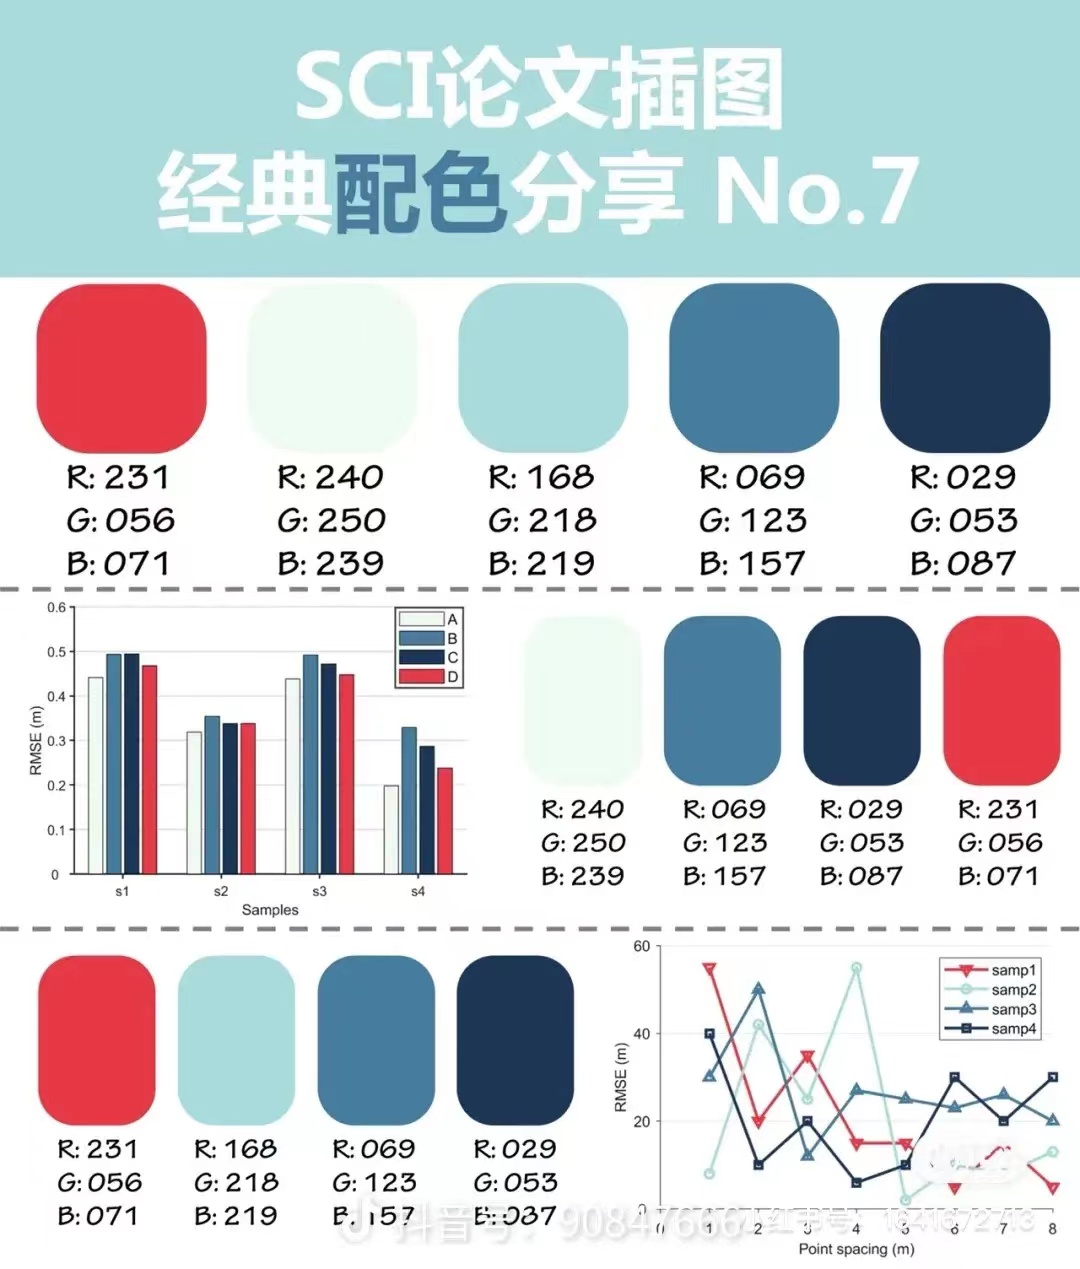 SCI论文插图
经典配色分享 No.7
R: 231
G: 056
B: 071
R: 240
G: 250
B: 239
R: 168
G: 218
B: 219
R: 069
G: 123
B: 157
R: 029
G: 053
B: 087
0.6
0.5
0.4
0.3
0.2
0.1
0
RMSE (m)
A
B
C
D
s1 s2 s3 s4
Samples
R: 240
G: 250
B: 239
R: 069
G: 123
B: 157
R: 029
G: 053
B: 087
R: 231
G: 056
B: 071
R: 231
G: 056
B: 071
R: 168
G: 218
B: 219
R: 069
G: 123
B: 157
R: 029
G: 053
B: 087
60
40
20
0
RMSE (m)
samp1
samp2
samp3
samp4
0 1 2 3 4 5 6 7 8
Point spacing (m)
抖音号: 90847666
小红书号: